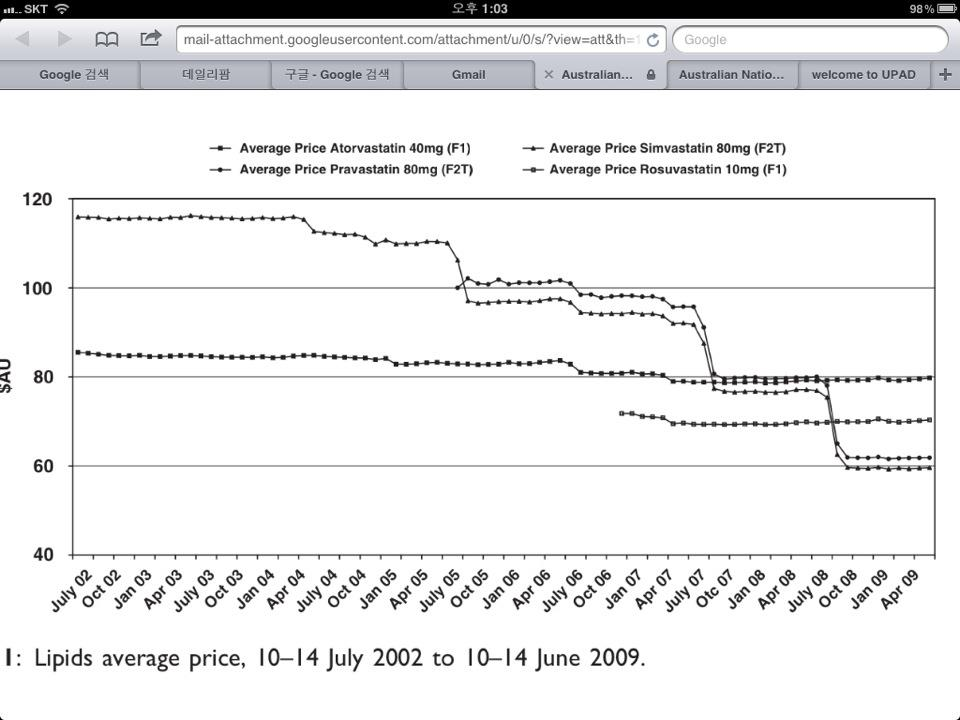 SKT 오후 1:03 98%
mail-attachment.googleusercontent.com/attachment/u/0/s/?view=att&th= Google
Google 검색 데일리팜 구글 - Google 검색 Gmail Australian... Australian Natio... welcome to UPAD
Average Price Atorvastatin 40mg (F1) Average Price Simvastatin 80mg (F2T)
Average Price Pravastatin 80mg (F2T) Average Price Rosuvastatin 10mg (F1)
120
100
80
$AU
60
40
July 02 Oct 02 Jan 03 Apr 03 July 03 Oct 03 Jan 04 Apr 04 July 04 Oct 04 Jan 05 Apr 05 July 05 Oct 05 Jan 06 Apr 06 July 06 Oct 06 Jan 07 Apr 07 July 07 Otc 07 Jan 08 Apr 08 July 08 Oct 08 Jan 09 Apr 09
1: Lipids average price, 10–14 July 2002 to 10–14 June 2009.